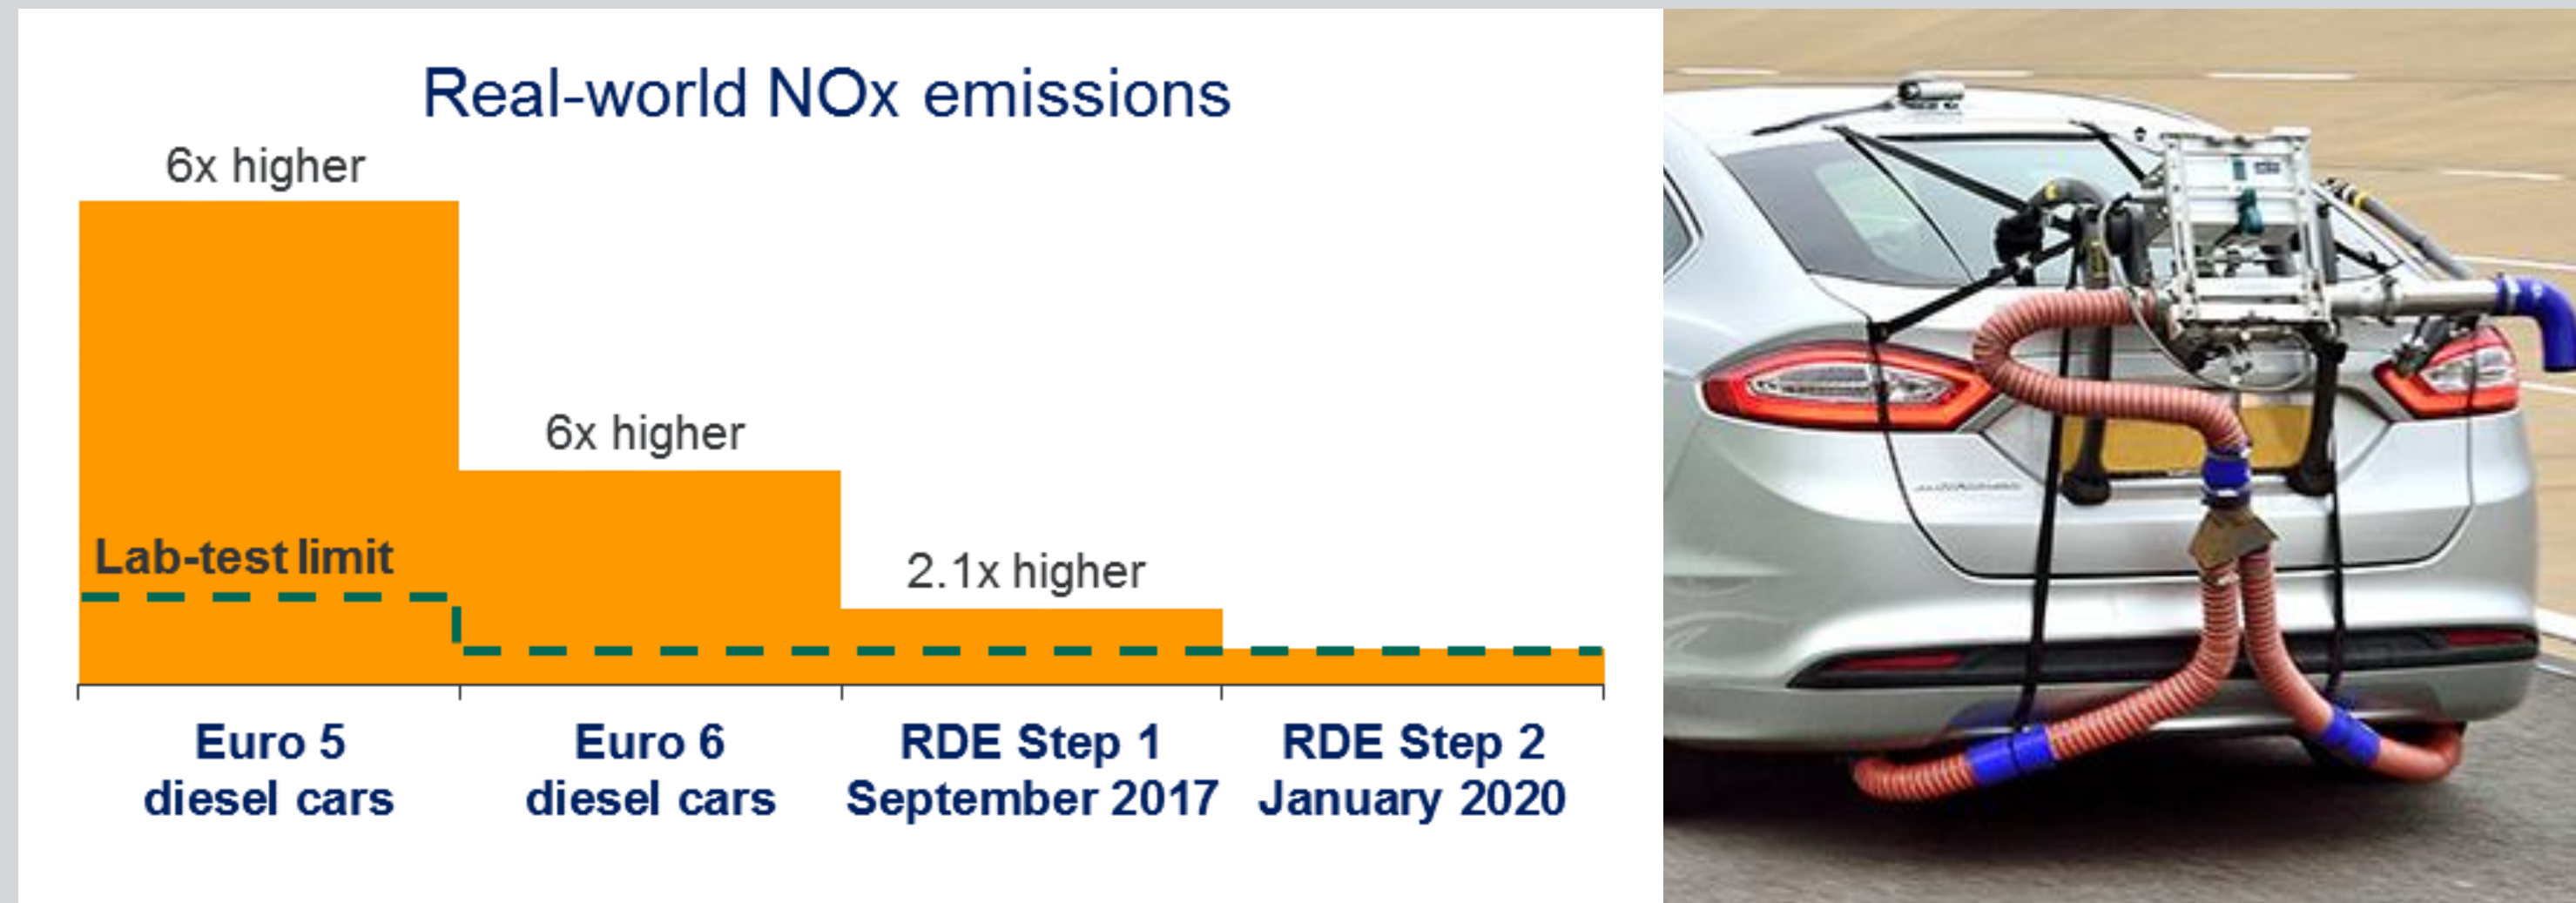 Real-world NOx emissions
6x higher
6x higher
Lab-test limit
2.1x higher
Euro 5
diesel cars
Euro 6
diesel cars
RDE Step 1
September 2017
RDE Step 2
January 2020